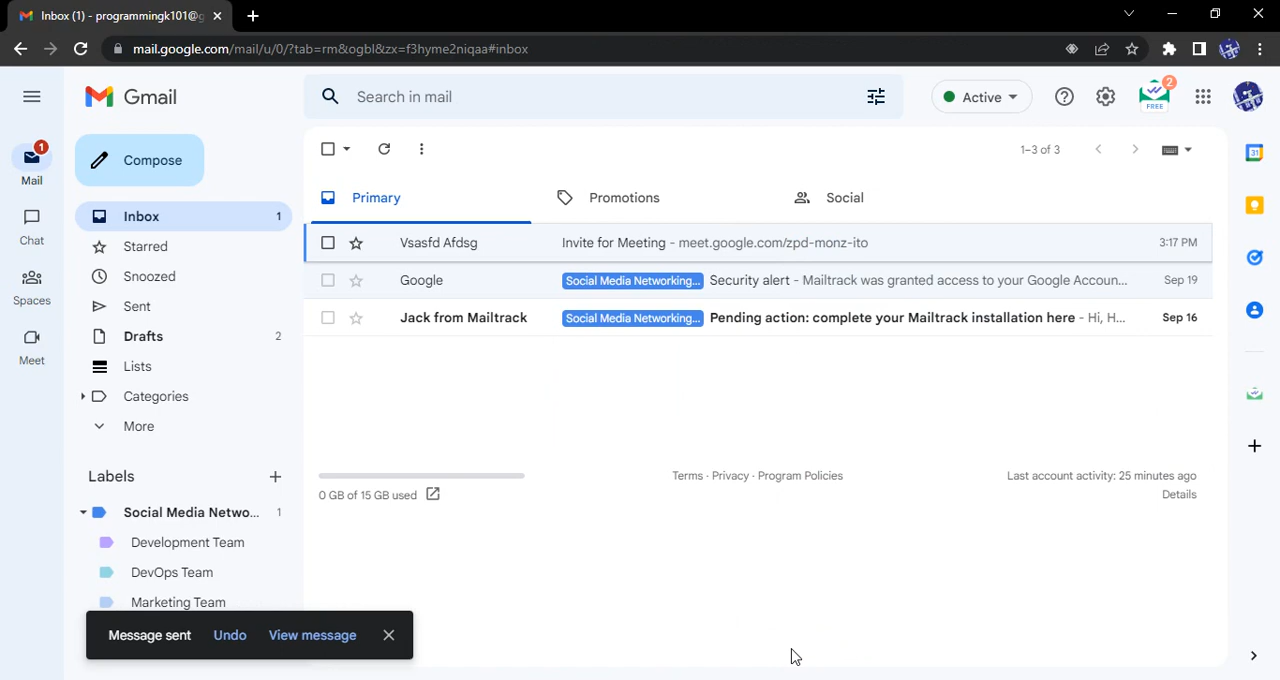 Inbox (1) - programmingk101@g
mail.google.com/mail/u/0/?tab=rm&ogbl&zx=f3hyme2niqaa#inbox
Gmail
Search in mail
Active
2
FREE
1
Mail
Chat
Spaces
Meet
Compose
Inbox 1
Starred
Snoozed
Sent
Drafts 2
Lists
Categories
More
Labels
Social Media Netwo... 1
Development Team
DevOps Team
Marketing Team
1–3 of 3
Primary
Promotions
Social
Vsasfd Afdsg Invite for Meeting - meet.google.com/zpd-monz-ito 3:17 PM
Google Social Media Networking... Security alert - Mailtrack was granted access to your Google Accoun... Sep 19
Jack from Mailtrack Social Media Networking... Pending action: complete your Mailtrack installation here - Hi, H... Sep 16
0 GB of 15 GB used
Terms · Privacy · Program Policies
Last account activity: 25 minutes ago
Details
Message sent Undo View message
31